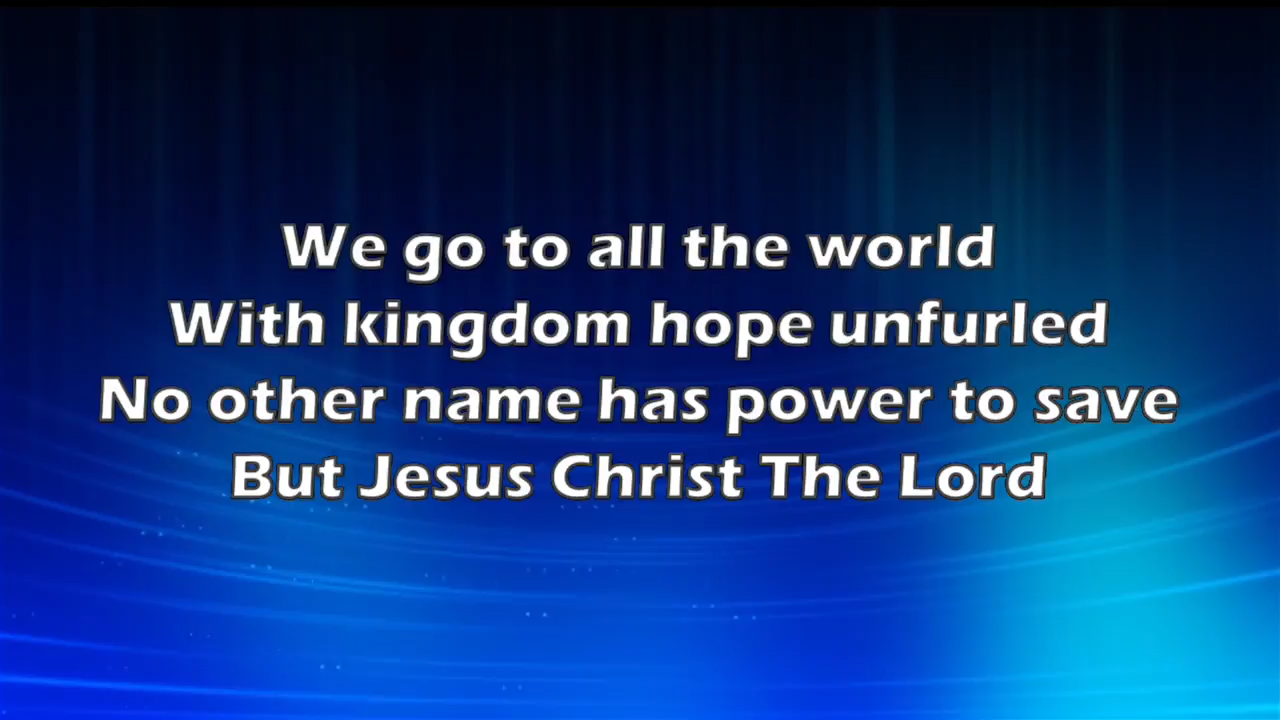 We go to all the world
With kingdom hope unfurled
No other name has power to save
But Jesus Christ The Lord